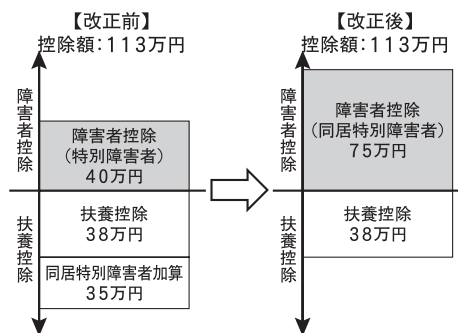 【改正前】
控除額：113万円
障害者控除
障害者控除
（特別障害者）
40万円
扶養控除
扶養控除
38万円
同居特別障害者加算
35万円
【改正後】
控除額：113万円
障害者控除
障害者控除
（同居特別障害者）
75万円
扶養控除
扶養控除
38万円